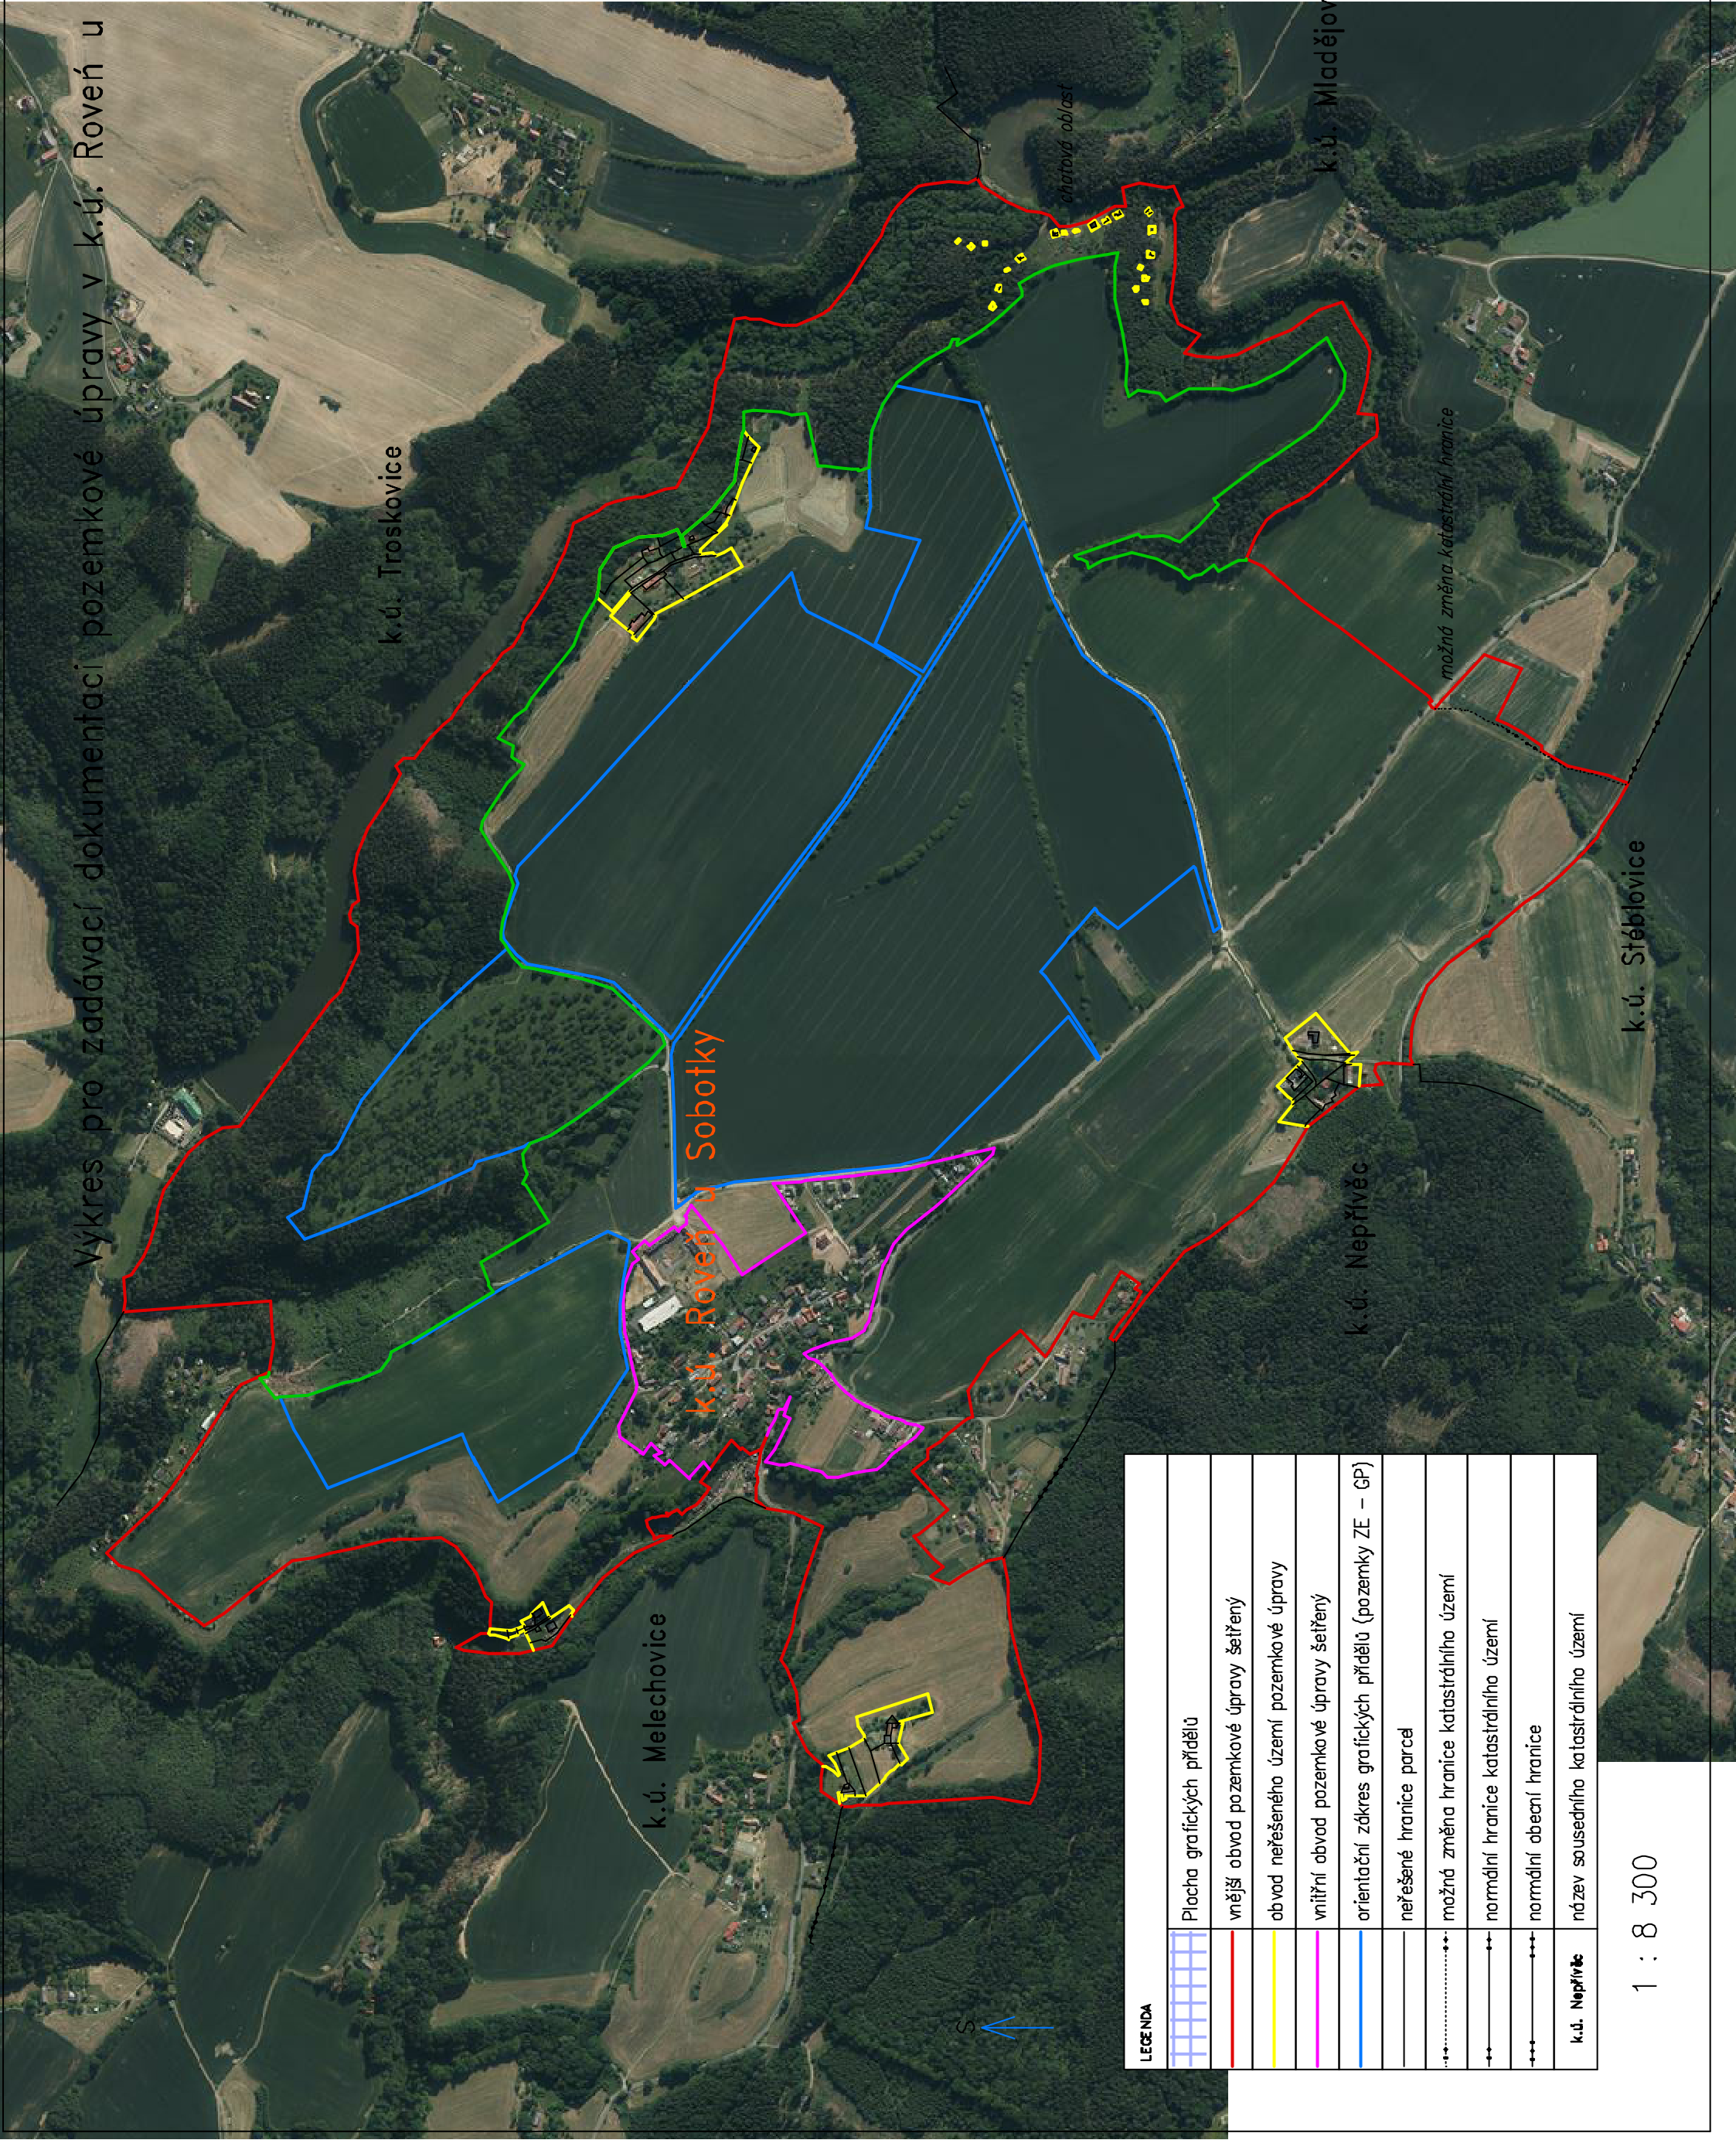 Výkres pro zadávací dokumentaci pozemkové úpravy v k.ú. Roveň u
k.ú. Troskovice
chatová oblast
k.ú. Mladějov
možná změna katastrální hranice
k.ú. Roveň u Sobotky
k.ú. Střeblovice
k.ú. Nepřívěc
k.ú. Melechovice
S
LEGENDA
Plocha grafických přídělů
vnější obvod pozemkové úpravy šetřený
obvod neřešeného území pozemkové úpravy
vnitřní obvod pozemkové úpravy šetřený
orientační zákres grafických přídělů (pozemky ZE - GP)
neřešené hranice parcel
možná změna hranice katastrálního území
normální hranice katastrálního území
normální obecní hranice
k.ú. Nepřívěc název sousedního katastrálního území
1 : 8 300